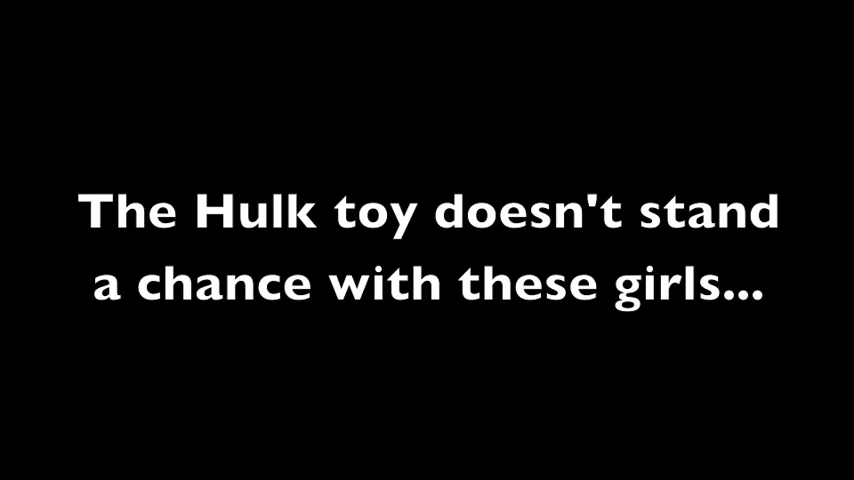 The Hulk toy doesn't stand
a chance with these girls...